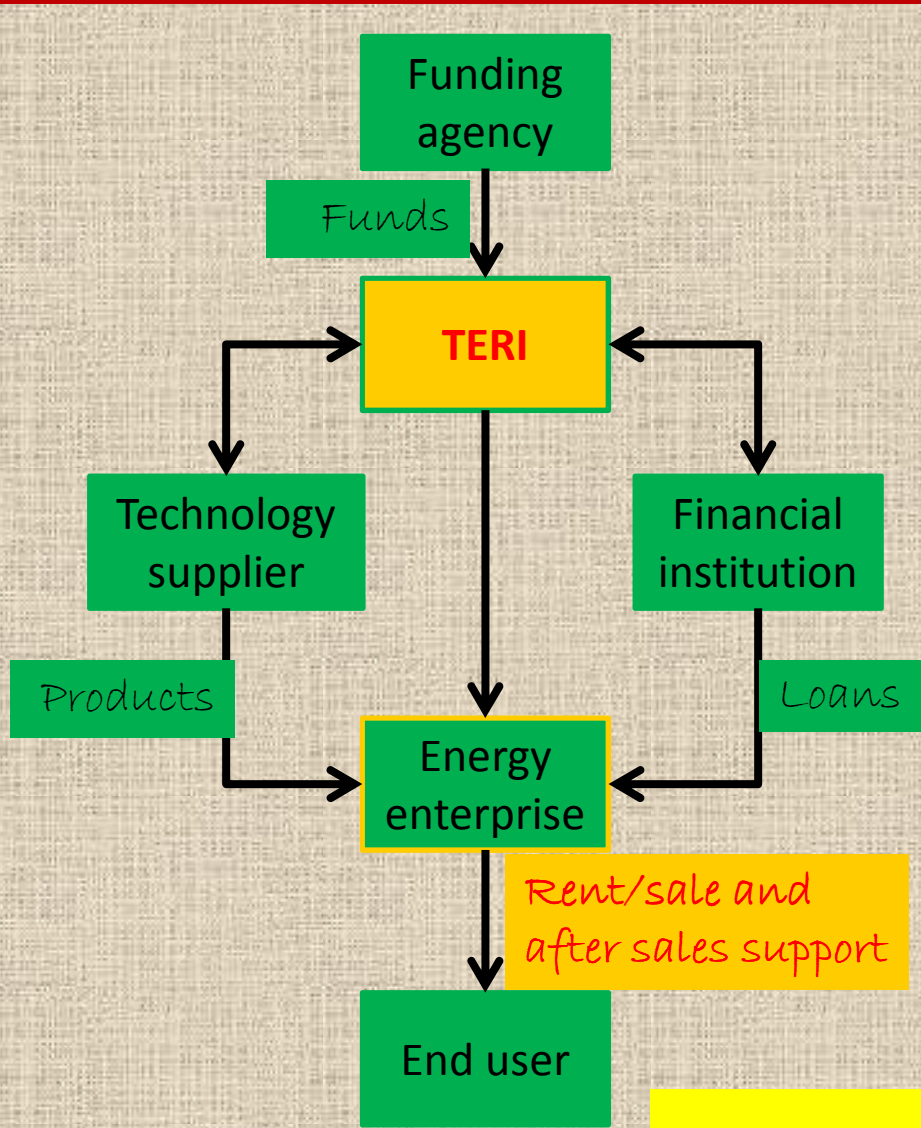 Funding
agency
Funds
TERI
Technology
supplier
Financial
institution
Products
Loans
Energy
enterprise
Rent/sale and
after sales support
End user